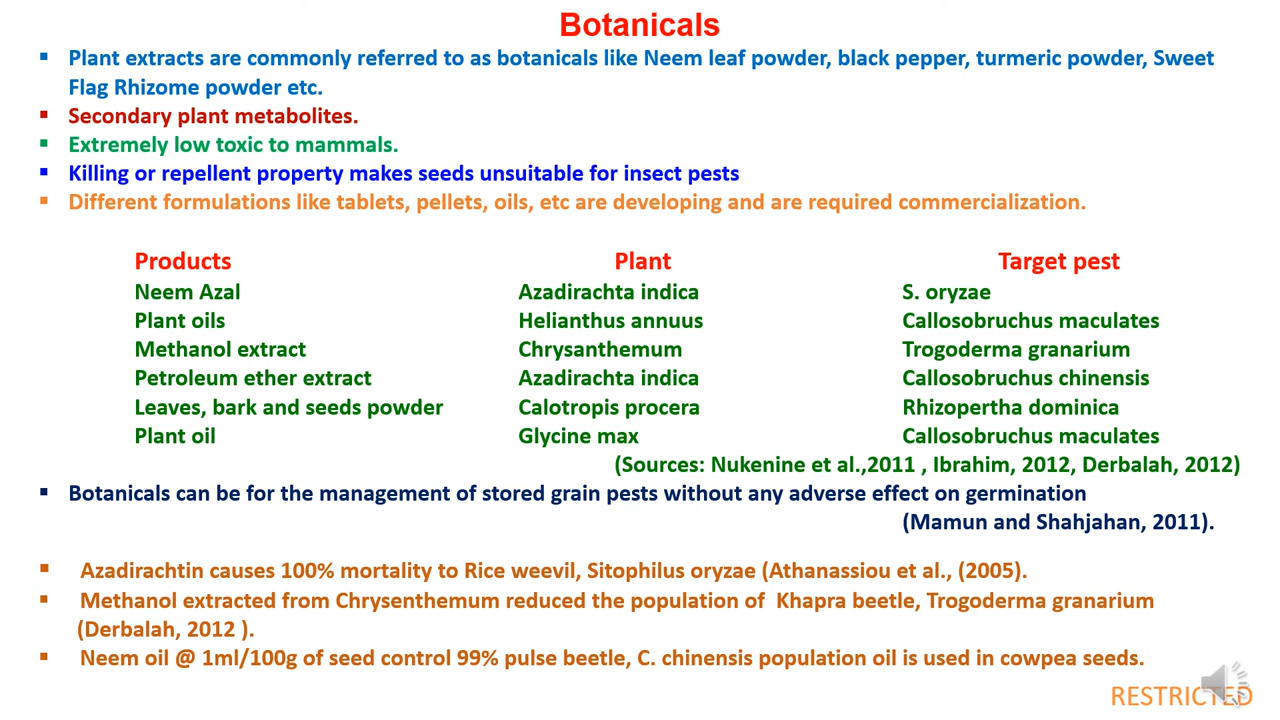 Botanicals
▪ Plant extracts are commonly referred to as botanicals like Neem leaf powder, black pepper, turmeric powder, Sweet
Flag Rhizome powder etc.
▪ Secondary plant metabolites.
▪ Extremely low toxic to mammals.
▪ Killing or repellent property makes seeds unsuitable for insect pests
▪ Different formulations like tablets, pellets, oils, etc are developing and are required commercialization.
Products Plant Target pest
Neem Azal Azadirachta indica S. oryzae
Plant oils Helianthus annuus Callosobruchus maculates
Methanol extract Chrysanthemum Trogoderma granarium
Petroleum ether extract Azadirachta indica Callosobruchus chinensis
Leaves, bark and seeds powder Calotropis procera Rhizopertha dominica
Plant oil Glycine max Callosobruchus maculates
(Sources: Nukenine et al.,2011 , Ibrahim, 2012, Derbalah, 2012)
▪ Botanicals can be for the management of stored grain pests without any adverse effect on germination
(Mamun and Shahjahan, 2011).
▪ Azadirachtin causes 100% mortality to Rice weevil, Sitophilus oryzae (Athanassiou et al., (2005).
▪ Methanol extracted from Chrysenthemum reduced the population of Khapra beetle, Trogoderma granarium
(Derbalah, 2012 ).
▪ Neem oil @ 1ml/100g of seed control 99% pulse beetle, C. chinensis population oil is used in cowpea seeds.
RESTRICTED